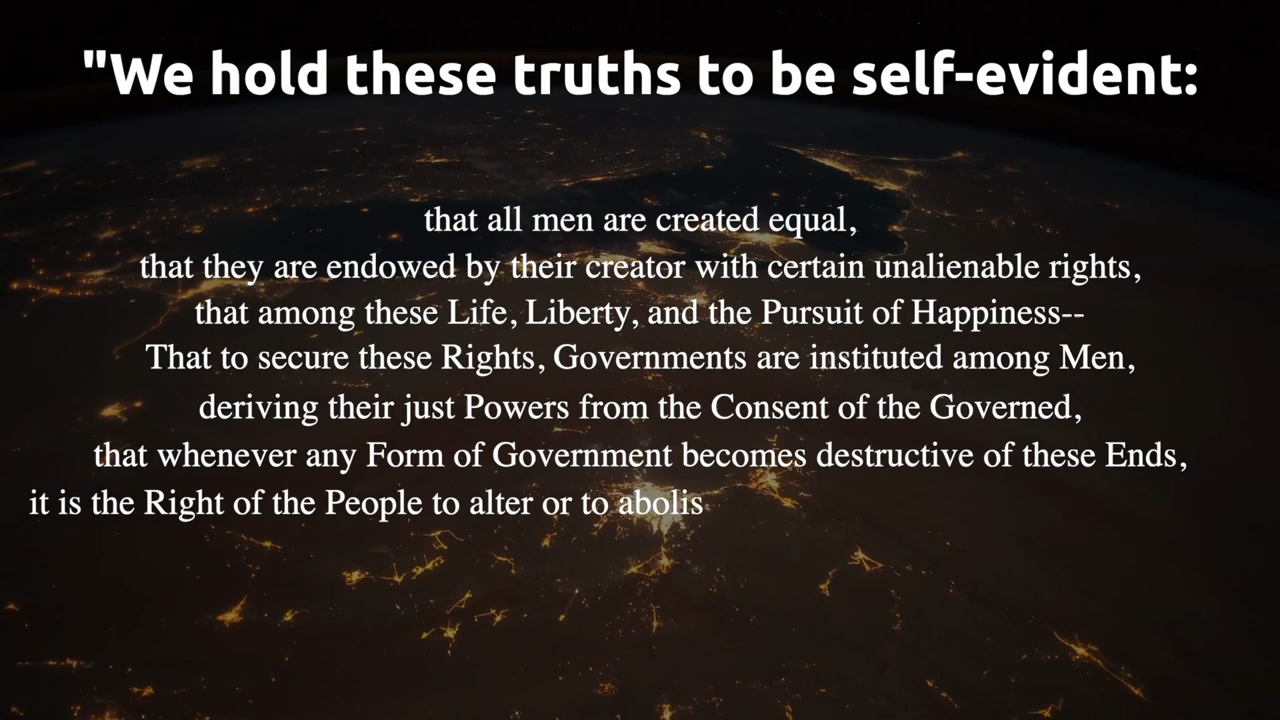 "We hold these truths to be self-evident:
that all men are created equal,
that they are endowed by their creator with certain unalienable rights,
that among these Life, Liberty, and the Pursuit of Happiness--
That to secure these Rights, Governments are instituted among Men,
deriving their just Powers from the Consent of the Governed,
that whenever any Form of Government becomes destructive of these Ends,
it is the Right of the People to alter or to abolis